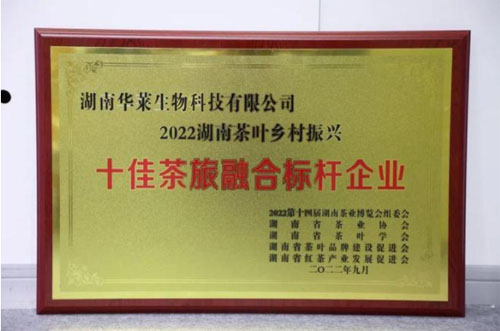 湖南华莱生物科技有限公司
2022湖南茶叶乡村振兴
十佳茶旅融合标杆企业
2022第十四届湖南茶业博览会组委会
湖南省茶业协会
湖南省茶叶学会
湖南省茶叶品牌建设促进会
湖南省红茶产业发展促进会
二〇二二年九月